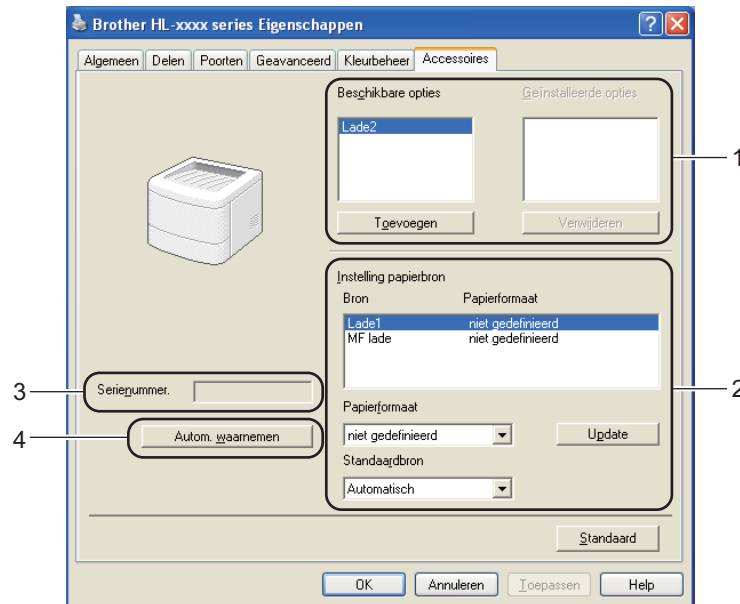 Brother HL-xxxx series Eigenschappen
Algemeen Delen Poorten Geavanceerd Kleurbeheer Accessoires
Beschikbare opties Geïnstalleerde opties
Lade2
1
Toevoegen Verwijderen
Instelling papierbron
Bron Papierformaat
Lade1 niet gedefinieerd
MF lade niet gedefinieerd
2
3 Serienummer.
Papierformaat
4 Autom. waarnemen
niet gedefinieerd Update
Standaardbron
Automatisch
Standaard
OK Annuleren Toepassen Help